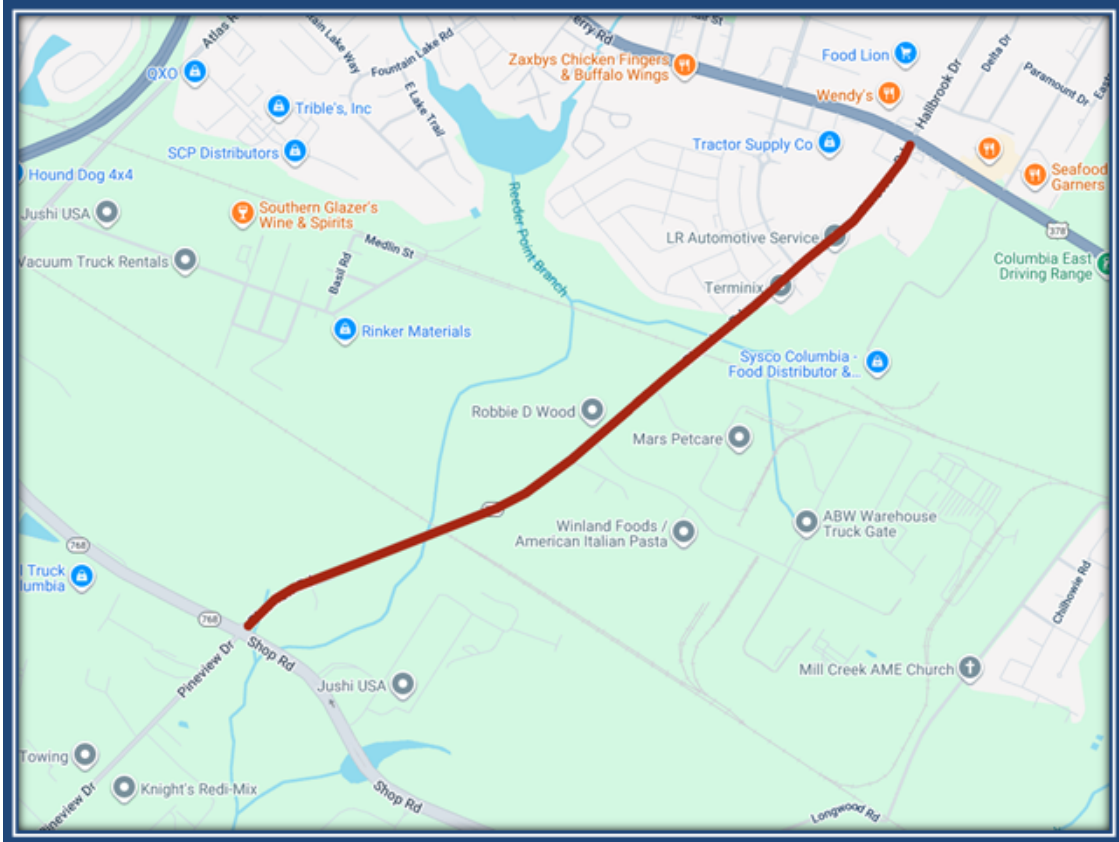 Atlas R
Fountain Lake Rd
E Lake Trail
Zaxbys Chicken Fingers
& Buffalo Wings
Food Lion
Hallbrook Dr
Delta Dr
Paramount Dr
Wendy's
QXO
Trible's, Inc
SCP Distributors
Tractor Supply Co
Hound Dog 4x4
Seafood
Garners
Jushi USA
Southern Glazer's
Wine & Spirits
Reeder Point Branch
LR Automotive Service
378
Medlin St
Columbia East
Driving Range
Vacuum Truck Rentals
Basil Rd
Terminix
Rinker Materials
Sysco Columbia -
Food Distributor &...
Robbie D Wood
Mars Petcare
Winland Foods /
American Italian Pasta
ABW Warehouse
Truck Gate
768
Truck
Chilhowie Rd
768
Pineview Dr
Shop Rd
Mill Creek AME Church
Jushi USA
Towing
Knight's Redi-Mix
Pineview Dr
Shop Rd
Longwood Rd